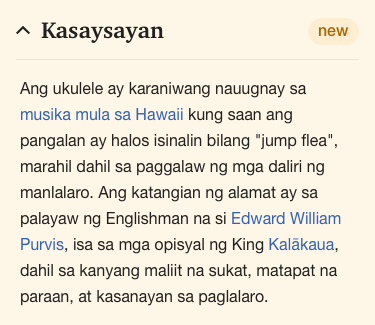 Kasaysayan
new
Ang ukulele ay karaniwang nauugnay sa
musika mula sa Hawaii kung saan ang
pangalan ay halos isinalin bilang "jump flea",
marahil dahil sa paggalaw ng mga daliri ng
manlalaro. Ang katangian ng alamat ay sa
palayaw ng Englishman na si Edward William
Purvis, isa sa mga opisyal ng King Kalākaua,
dahil sa kanyang maliit na sukat, matapat na
paraan, at kasanayan sa paglalaro.